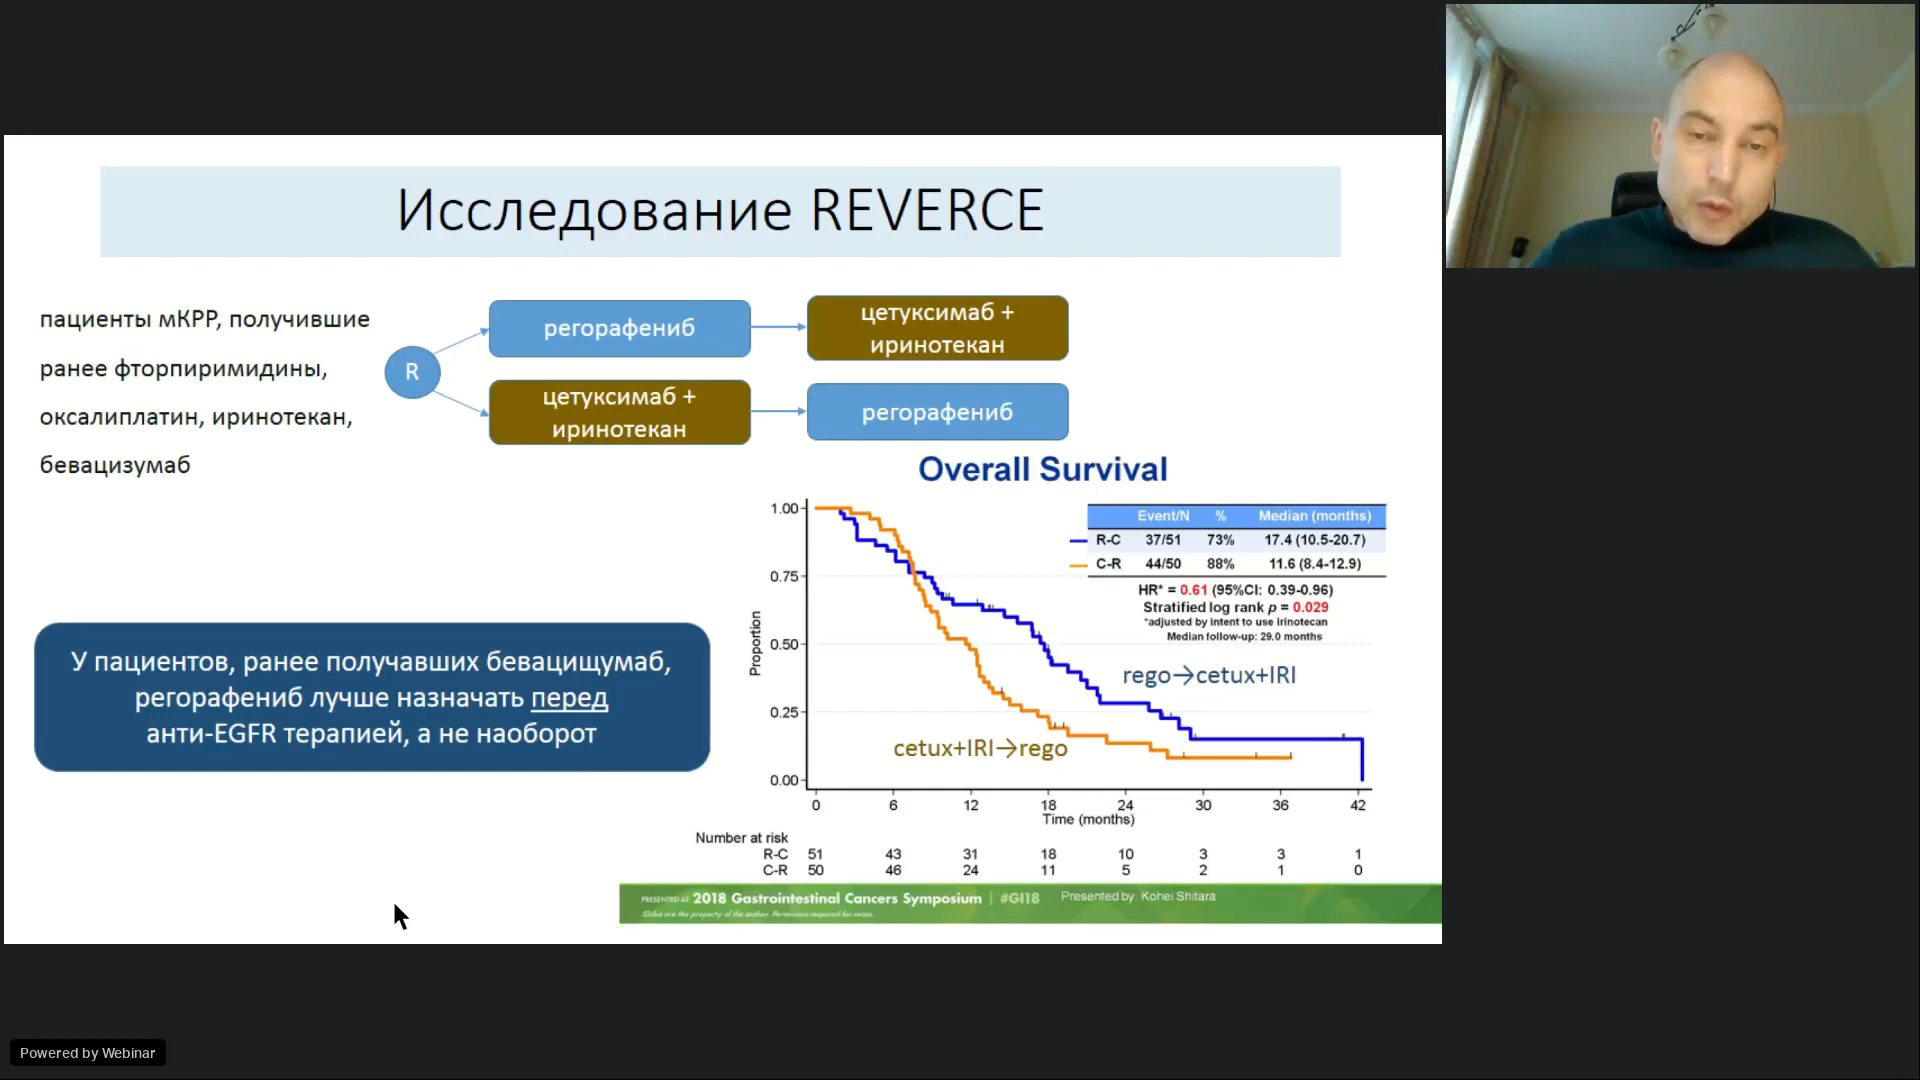 Исследование REVERCE
пациенты мКРР, получившие
ранее фторпиримидины,
оксалиплатин, иринотекан,
бевацизумаб
R
регорафениб
цетуксимаб +
иринотекан
цетуксимаб +
иринотекан
регорафениб
У пациентов, ранее получавших бевацищумаб,
регорафениб лучше назначать перед
анти-EGFR терапией, а не наоборот
Overall Survival
Event/N % Median (months)
R-C 37/51 73% 17.4 (10.5-20.7)
C-R 44/50 88% 11.6 (8.4-12.9)
HR* = 0.61 (95%CI: 0.39-0.96)
Stratified log rank p = 0.029
*adjusted by intent to use irinotecan
Median follow-up: 29.0 months
rego→cetux+IRI
cetux+IRI→rego
Proportion
1.00
0.75
0.50
0.25
0.00
0 6 12 18 24 30 36 42
Time (months)
Number at risk
R-C 51 43 31 18 10 3 3 1
C-R 50 46 24 11 5 2 1 0
PRESENTED AT: 2018 Gastrointestinal Cancers Symposium | #GI18 Presented by Kohei Shitara
Slides are the property of the author. Permission required for reuse.
Powered by Webinar